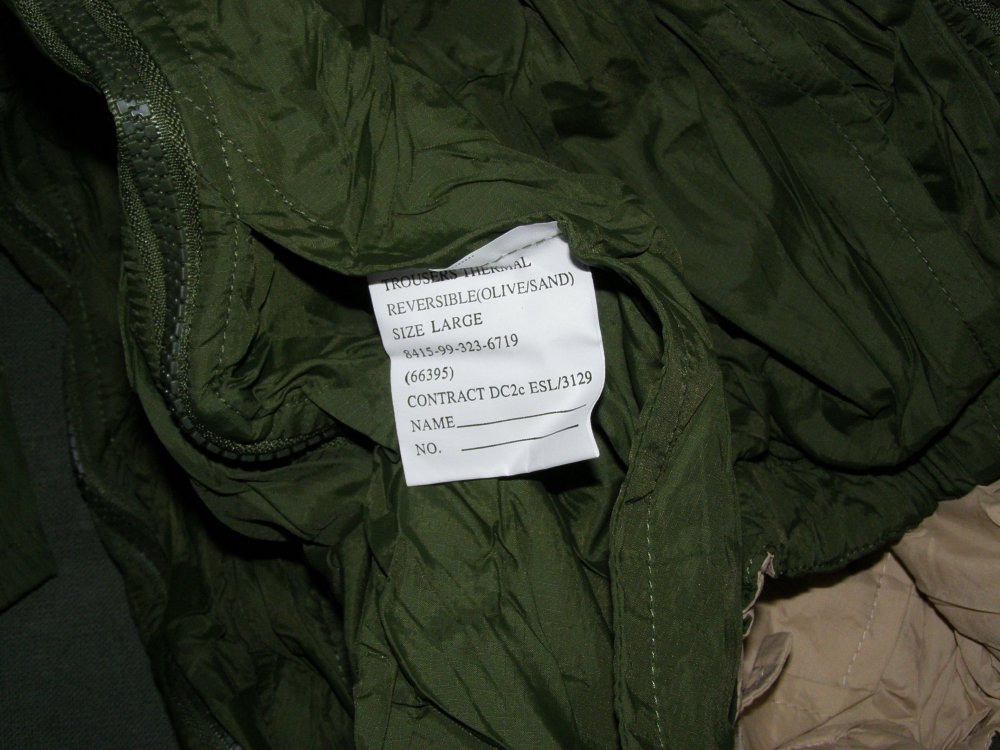 TROUSERS THERMAL
REVERSIBLE(OLIVE/SAND)
SIZE LARGE
8415-99-323-6719
(66395)
CONTRACT DC2c ESL/3129
NAME
NO.